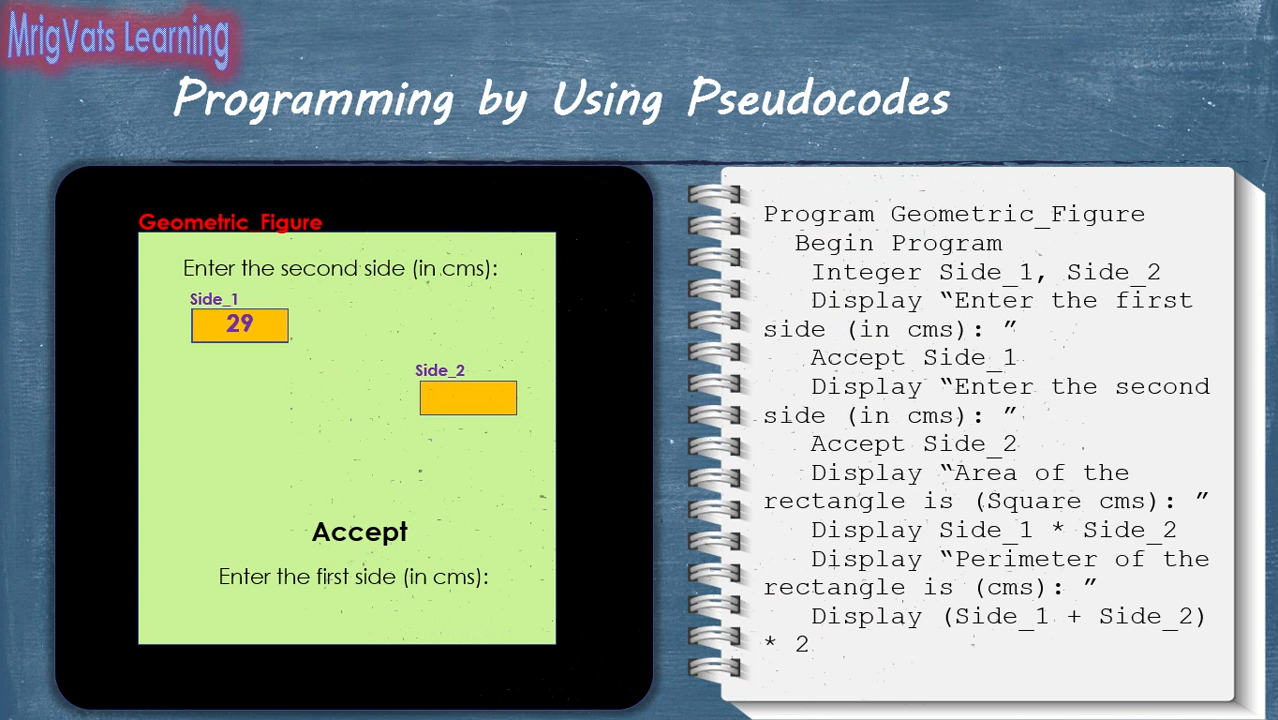 MrigVats Learning
Programming by Using Pseudocodes
Geometric_Figure
Enter the second side (in cms):
Side_1
29
Side_2
Accept
Enter the first side (in cms):
Program Geometric_Figure
Begin Program
Integer Side_1, Side_2
Display “Enter the first
side (in cms): ”
Accept Side_1
Display “Enter the second
side (in cms): ”
Accept Side_2
Display “Area of the
rectangle is (Square cms): ”
Display Side_1 * Side_2
Display “Perimeter of the
rectangle is (cms): ”
Display (Side_1 + Side_2)
* 2